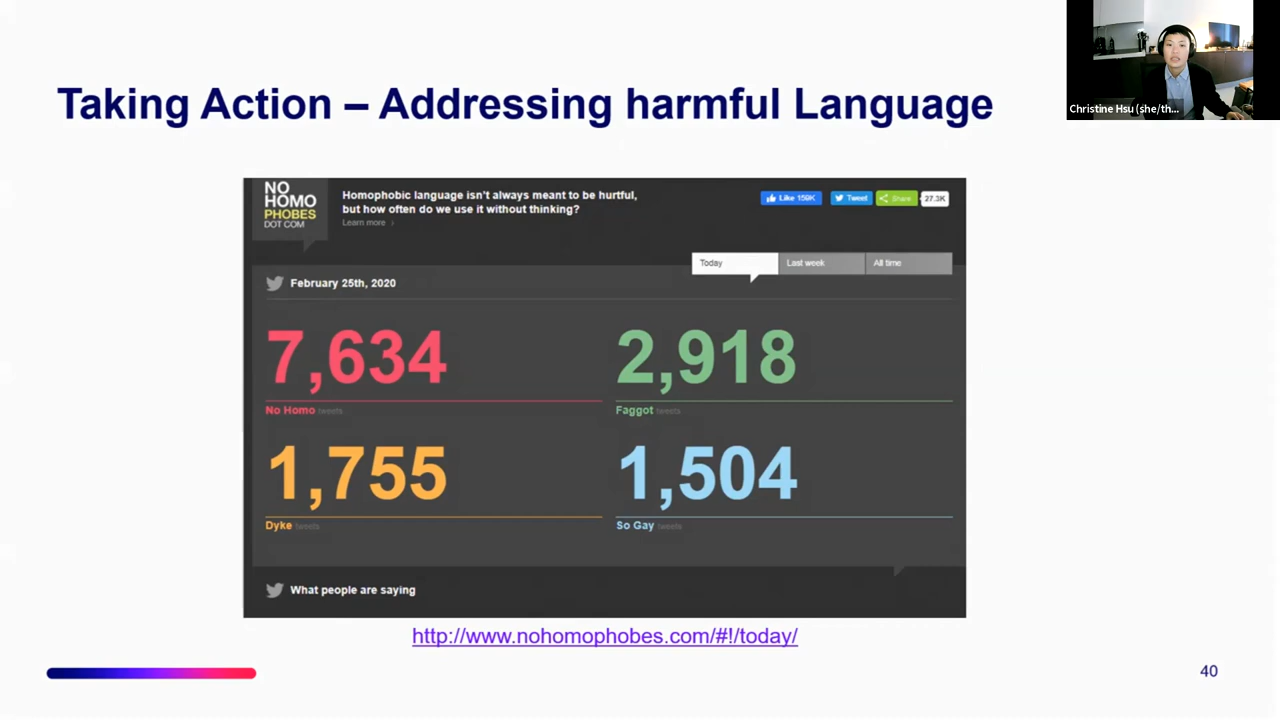 Taking Action – Addressing harmful Language
Christine Hsu (she/th...
NO
HOMO
PHOBES
DOT COM
Homophobic language isn't always meant to be hurtful,
but how often do we use it without thinking?
Learn more ›
Like 159K
Tweet
Share
27.3K
Today
Last week
All time
February 25th, 2020
7,634
No Homo tweets
2,918
Faggot tweets
1,755
Dyke tweets
1,504
So Gay tweets
What people are saying
http://www.nohomophobes.com/#!/today/
40